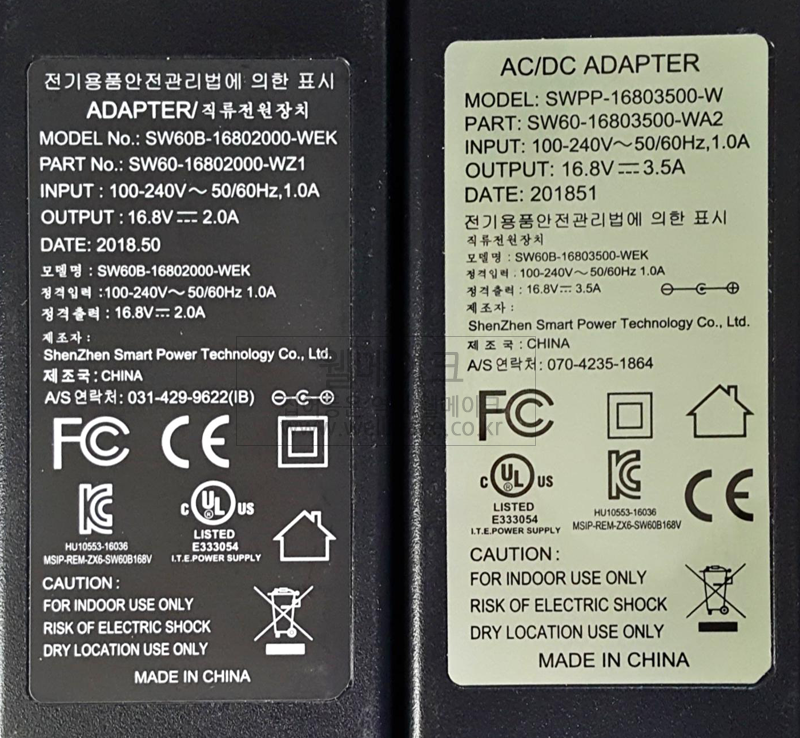 전기용품안전관리법에 의한 표시
ADAPTER/직류전원장치
MODEL No.: SW60B-16802000-WEK
PART No.: SW60-16802000-WZ1
INPUT : 100-240V～ 50/60Hz,1.0A
OUTPUT : 16.8V⎓ 2.0A
DATE: 2018.50
모델명 : SW60B-16802000-WEK
정격입력 :100-240V～ 50/60Hz 1.0A
정격출력 : 16.8V⎓ 2.0A
제조자 :
ShenZhen Smart Power Technology Co., Ltd.
제조국 : CHINA
A/S연락처: 031-429-9622(IB)
FC CE
c UL US
LISTED
E333054
I.T.E.POWER SUPPLY
HU10553-16036
MSIP-REM-ZX6-SW60B168V
CAUTION :
FOR INDOOR USE ONLY
RISK OF ELECTRIC SHOCK
DRY LOCATION USE ONLY
MADE IN CHINA
AC/DC ADAPTER
MODEL: SWPP-16803500-W
PART: SW60-16803500-WA2
INPUT: 100-240V～50/60Hz,1.0A
OUTPUT: 16.8V⎓ 3.5A
DATE: 201851
전기용품안전관리법에 의한 표시
직류전원장치
모델명 : SW60B-16803500-WEK
정격입력 : 100-240V～ 50/60Hz 1.0A
정격출력 : 16.8V⎓ 3.5A
제조자 :
ShenZhen Smart Power Technology Co., Ltd.
제 조 국 : CHINA
A/S 연락처: 070-4235-1864
FC
c UL US
LISTED
E333054
I.T.E.POWER SUPPLY
HU10553-16036
MSIP-REM-ZX6-SW60B168V
CE
CAUTION :
FOR INDOOR USE ONLY
RISK OF ELECTRIC SHOCK
DRY LOCATION USE ONLY
MADE IN CHINA